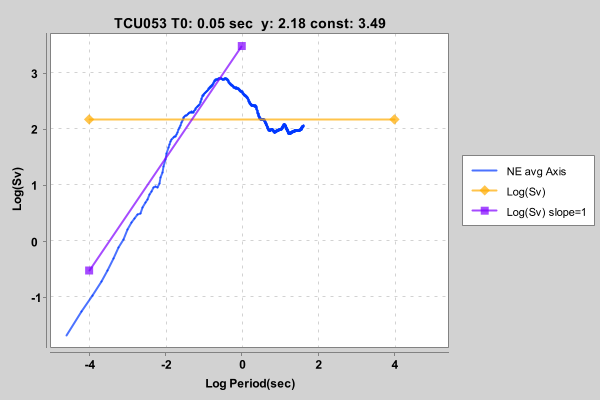 TCU053 T0: 0.05 sec y: 2.18 const: 3.49
Log(Sv)
3
2
1
0
-1
-4
-2
0
2
4
Log Period(sec)
NE avg Axis
Log(Sv)
Log(Sv) slope=1